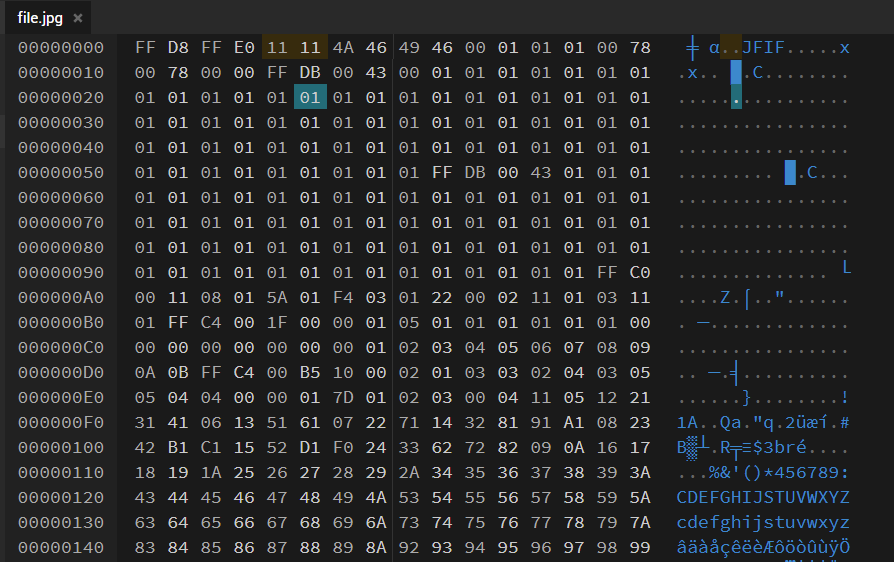 file.jpg ×
00000000 FF D8 FF E0 11 11 4A 46 49 46 00 01 01 01 00 78 ╪ α..JFIF.....x
00000010 00 78 00 00 FF DB 00 43 00 01 01 01 01 01 01 01 .x.. █.C........
00000020 01 01 01 01 01 01 01 01 01 01 01 01 01 01 01 01 ................
00000030 01 01 01 01 01 01 01 01 01 01 01 01 01 01 01 01 ................
00000040 01 01 01 01 01 01 01 01 01 01 01 01 01 01 01 01 ................
00000050 01 01 01 01 01 01 01 01 01 FF DB 00 43 01 01 01 ......... █.C...
00000060 01 01 01 01 01 01 01 01 01 01 01 01 01 01 01 01 ................
00000070 01 01 01 01 01 01 01 01 01 01 01 01 01 01 01 01 ................
00000080 01 01 01 01 01 01 01 01 01 01 01 01 01 01 01 01 ................
00000090 01 01 01 01 01 01 01 01 01 01 01 01 01 01 FF C0 .............. └
000000A0 00 11 08 01 5A 01 F4 03 01 22 00 02 11 01 03 11 ....Z.⌠.."......
000000B0 01 FF C4 00 1F 00 00 01 05 01 01 01 01 01 01 00 . ─.............
000000C0 00 00 00 00 00 00 00 01 02 03 04 05 06 07 08 09 ................
000000D0 0A 0B FF C4 00 B5 10 00 02 01 03 03 02 04 03 05 .. ─.╡..........
000000E0 05 04 04 00 00 01 7D 01 02 03 00 04 11 05 12 21 ......}........!
000000F0 31 41 06 13 51 61 07 22 71 14 32 81 91 A1 08 23 1A..Qa."q.2üæí.#
00000100 42 B1 C1 15 52 D1 F0 24 33 62 72 82 09 0A 16 17 B▒┴.R╤≡$3bré....
00000110 18 19 1A 25 26 27 28 29 2A 34 35 36 37 38 39 3A ...%&'()*456789:
00000120 43 44 45 46 47 48 49 4A 53 54 55 56 57 58 59 5A CDEFGHIJSTUVWXYZ
00000130 63 64 65 66 67 68 69 6A 73 74 75 76 77 78 79 7A cdefghijstuvwxyz
00000140 83 84 85 86 87 88 89 8A 92 93 94 95 96 97 98 99 âäàåçêëèÆôöòûùÿÖ